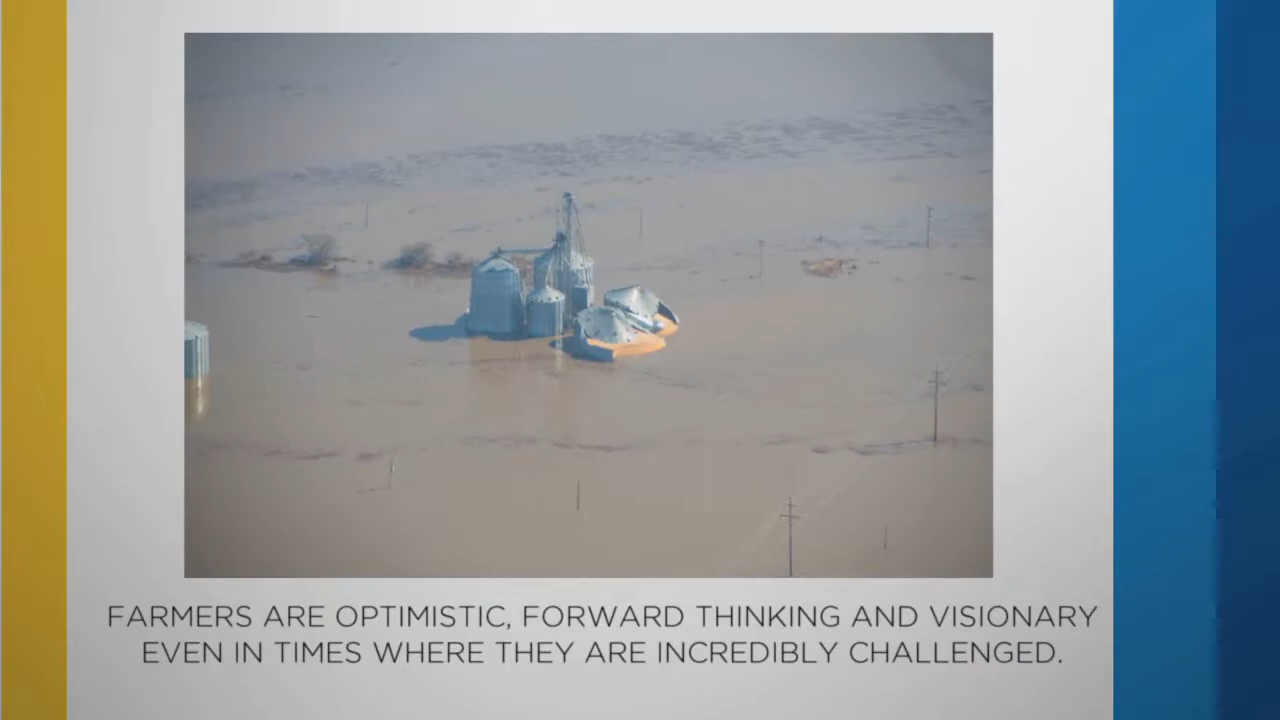 FARMERS ARE OPTIMISTIC, FORWARD THINKING AND VISIONARY
EVEN IN TIMES WHERE THEY ARE INCREDIBLY CHALLENGED.